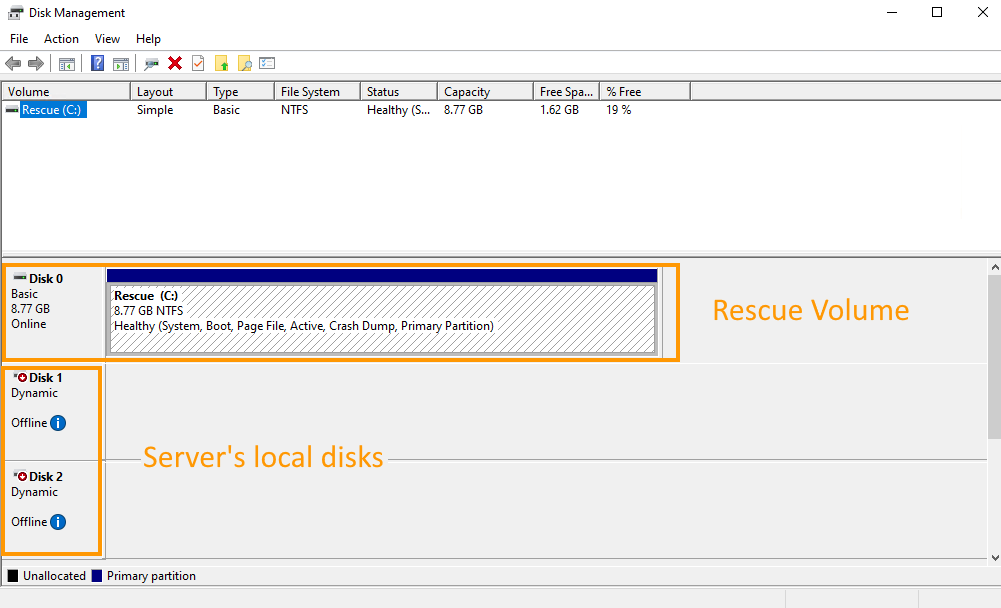 Disk Management
File Action View Help
Volume Layout Type File System Status Capacity Free Spa... % Free
Rescue (C:) Simple Basic NTFS Healthy (S... 8.77 GB 1.62 GB 19 %
Disk 0
Basic
8.77 GB
Online
Rescue (C:)
8.77 GB NTFS
Healthy (System, Boot, Page File, Active, Crash Dump, Primary Partition)
Rescue Volume
Disk 1
Dynamic
Offline
Server's local disks
Disk 2
Dynamic
Offline
Unallocated Primary partition